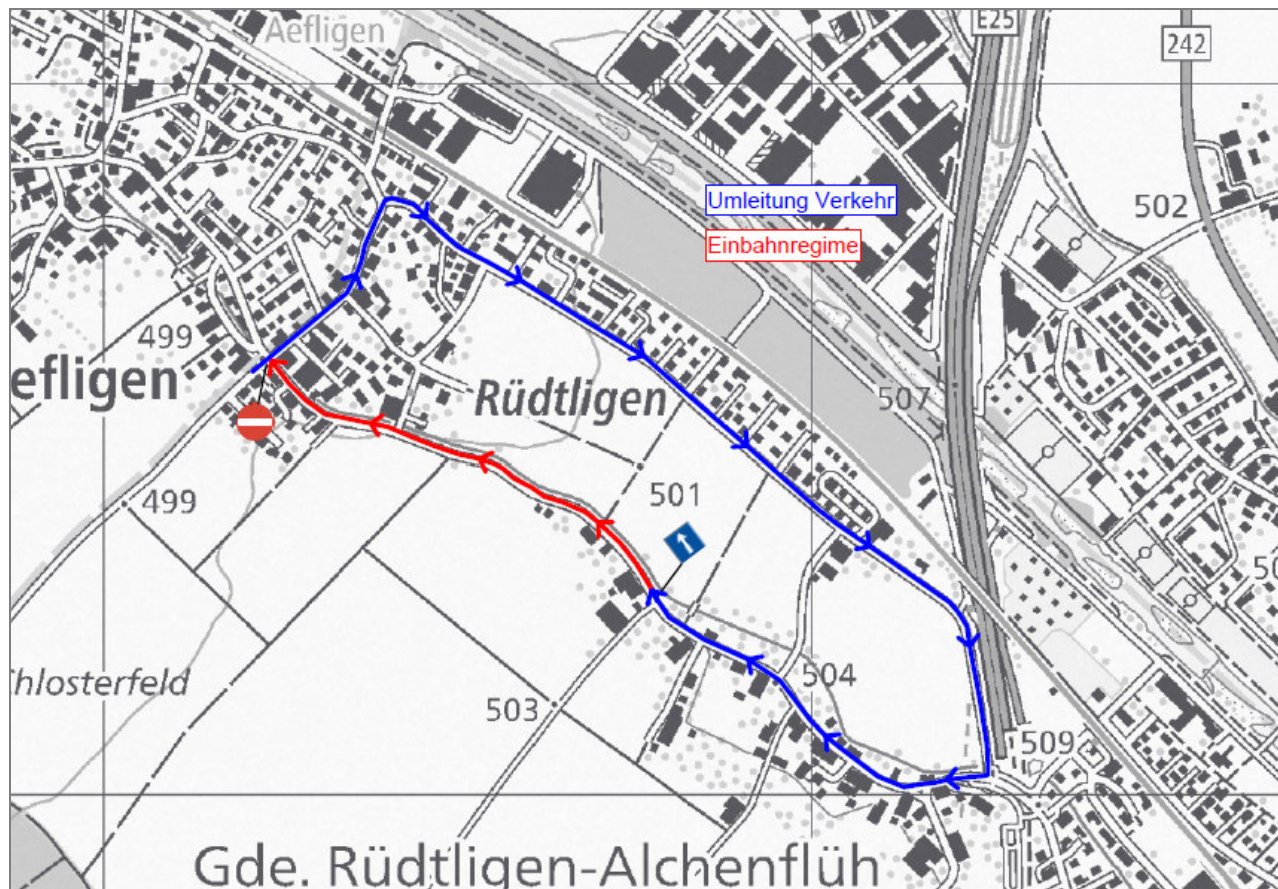 Aefligen
E25
242
Umleitung Verkehr
502
Einbahnregime
499
efligen
Rüdtligen
507
499
501
50
hlosterfeld
504
503
509
Gde. Rüdtligen-Alchenflüh